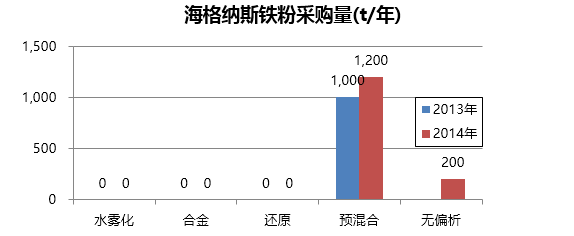 海格纳斯铁粉采购量(t/年)
1,500
1,000
500
0
0 0
0 0
0 0
1,000
1,200
200
水雾化
合金
还原
预混合
无偏析
2013年
2014年